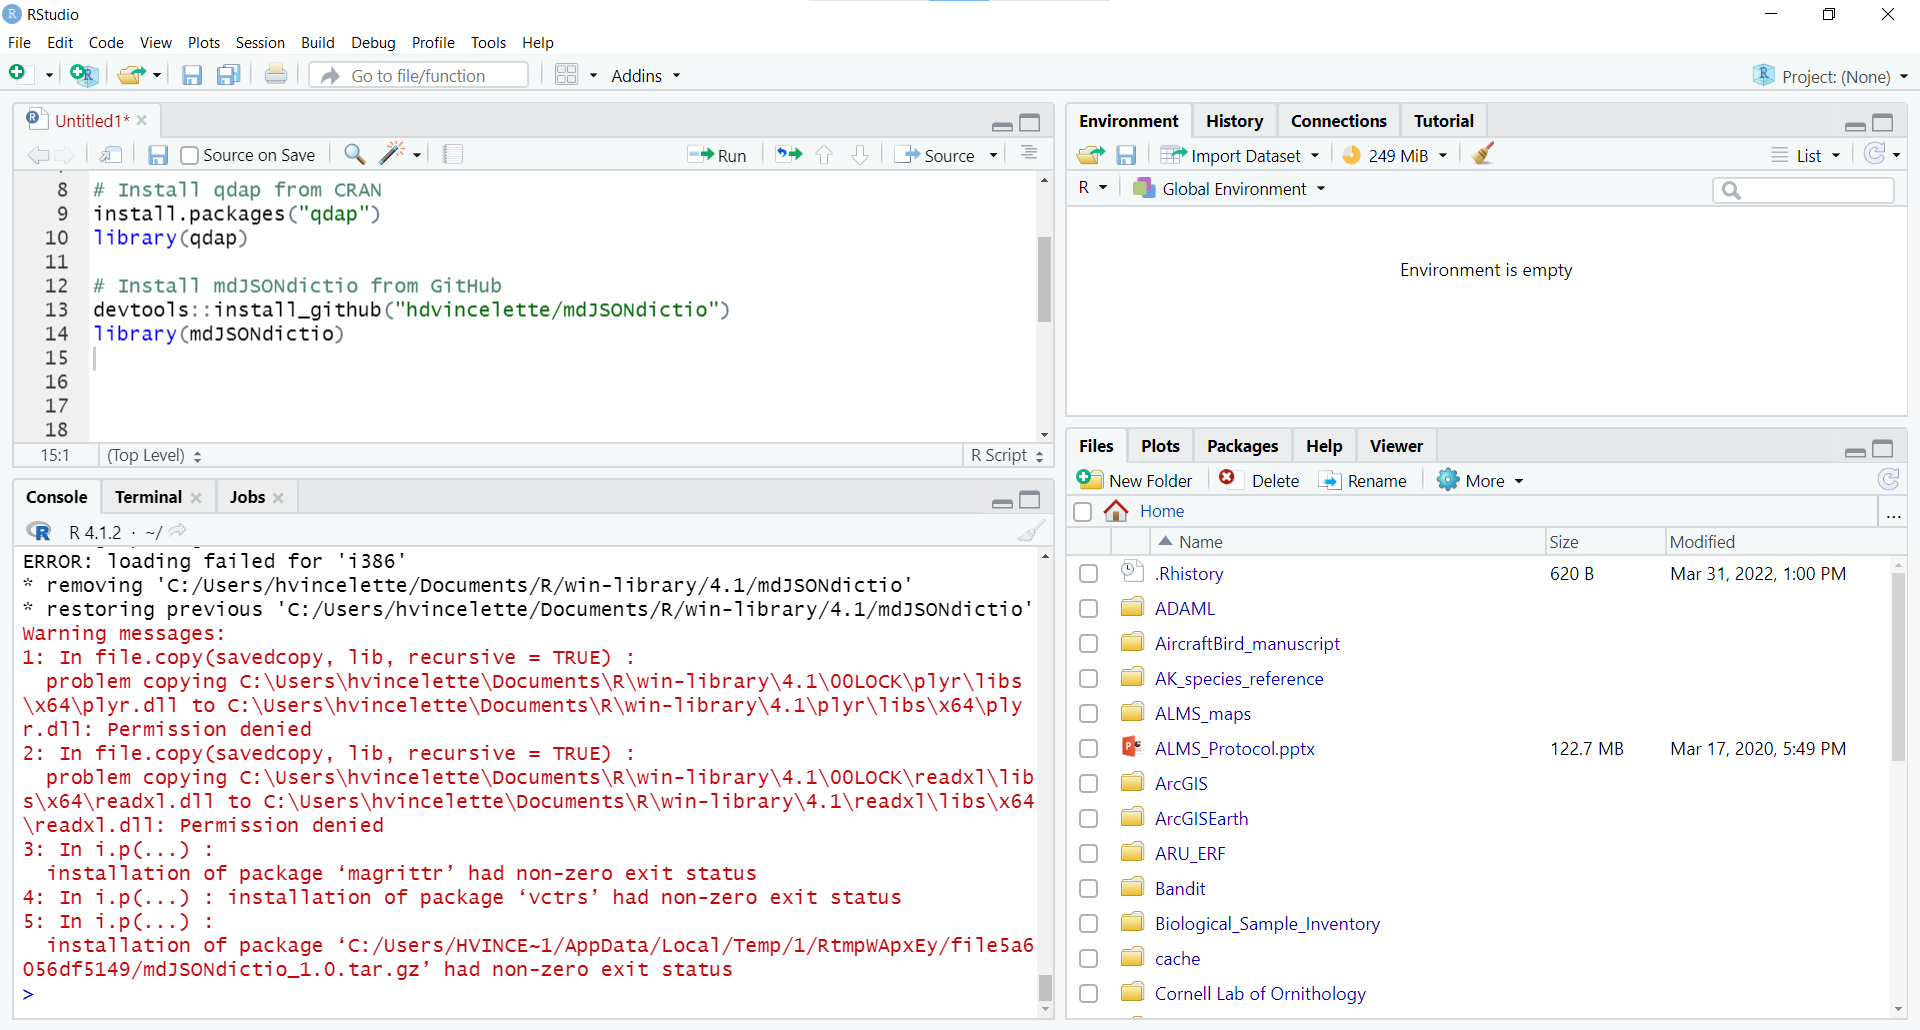 RStudio
File Edit Code View Plots Session Build Debug Profile Tools Help
Go to file/function Addins Project: (None)
Untitled1*
Source on Save Run Source
8 # Install qdap from CRAN
9 install.packages("qdap")
10 library(qdap)
11
12 # Install mdJSONdictio from GitHub
13 devtools::install_github("hdvincelette/mdJSONdictio")
14 library(mdJSONdictio)
15
16
17
18
15:1 (Top Level) R Script
Console Terminal Jobs
R 4.1.2 · ~/
ERROR: loading failed for 'i386'
* removing 'C:/Users/hvincelette/Documents/R/win-library/4.1/mdJSONdictio'
* restoring previous 'C:/Users/hvincelette/Documents/R/win-library/4.1/mdJSONdictio'
Warning messages:
1: In file.copy(savedcopy, lib, recursive = TRUE) :
problem copying C:\Users\hvincelette\Documents\R\win-library\4.1\00LOCK\plyr\libs
\x64\plyr.dll to C:\Users\hvincelette\Documents\R\win-library\4.1\plyr\libs\x64\ply
r.dll: Permission denied
2: In file.copy(savedcopy, lib, recursive = TRUE) :
problem copying C:\Users\hvincelette\Documents\R\win-library\4.1\00LOCK\readxl\lib
s\x64\readxl.dll to C:\Users\hvincelette\Documents\R\win-library\4.1\readxl\libs\x64
\readxl.dll: Permission denied
3: In i.p(...) :
installation of package ‘magrittr’ had non-zero exit status
4: In i.p(...) : installation of package ‘vctrs’ had non-zero exit status
5: In i.p(...) :
installation of package ‘C:/Users/HVINCE~1/AppData/Local/Temp/1/RtmpWApxEy/file5a6
056df5149/mdJSONdictio_1.0.tar.gz’ had non-zero exit status
>
Environment History Connections Tutorial
Import Dataset 249 MiB List
R Global Environment
Environment is empty
Files Plots Packages Help Viewer
New Folder Delete Rename More
Home ...
Name Size Modified
.Rhistory 620 B Mar 31, 2022, 1:00 PM
ADAML
AircraftBird_manuscript
AK_species_reference
ALMS_maps
ALMS_Protocol.pptx 122.7 MB Mar 17, 2020, 5:49 PM
ArcGIS
ArcGISEarth
ARU_ERF
Bandit
Biological_Sample_Inventory
cache
Cornell Lab of Ornithology